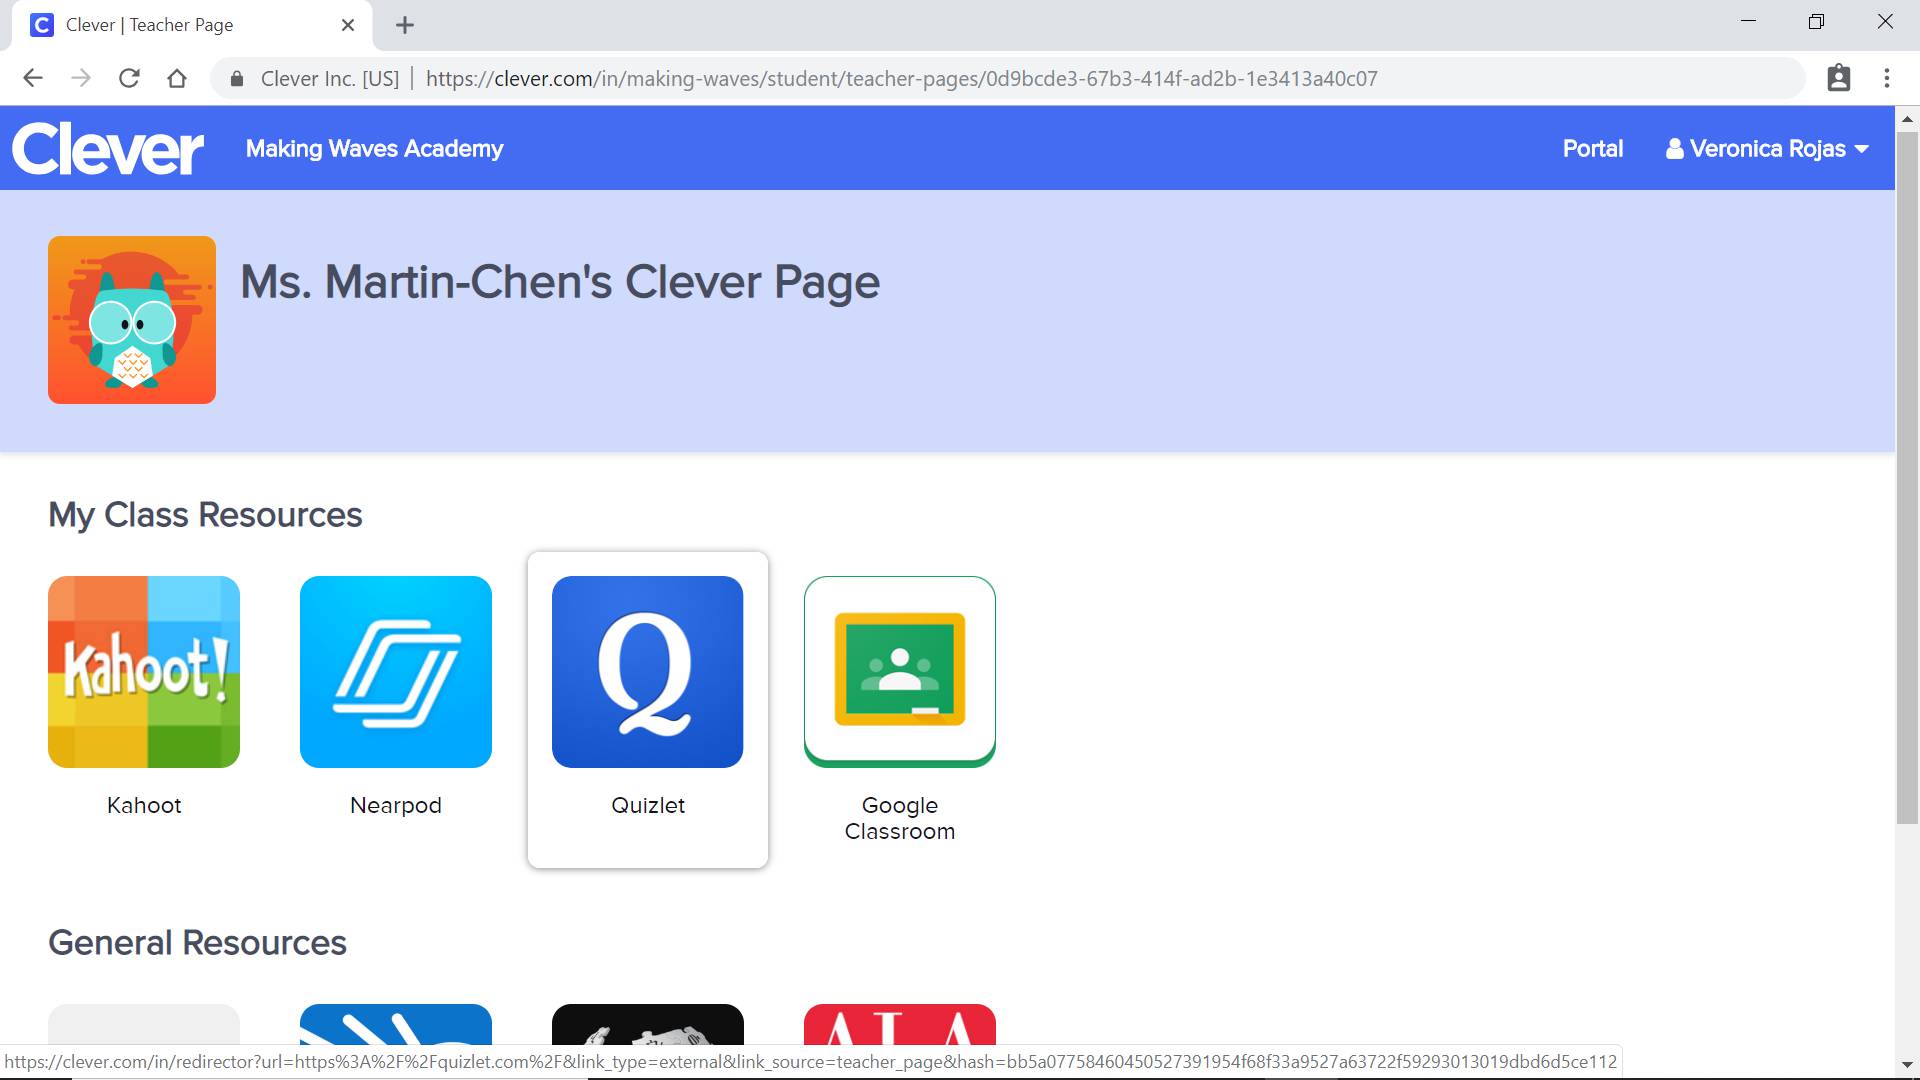 Clever | Teacher Page
Clever Inc. [US] | https://clever.com/in/making-waves/student/teacher-pages/0d9bcde3-67b3-414f-ad2b-1e3413a40c07
Clever Making Waves Academy Portal Veronica Rojas
Ms. Martin-Chen's Clever Page
My Class Resources
Kahoot!
Q
Kahoot Nearpod Quizlet Google
Classroom
General Resources
ALA
https://clever.com/in/redirector?url=https%3A%2F%2Fquizlet.com%2F&link_type=external&link_source=teacher_page&hash=bb5a07758460450527391954f68f33a9527a63722f59293013019dbd6d5ce112